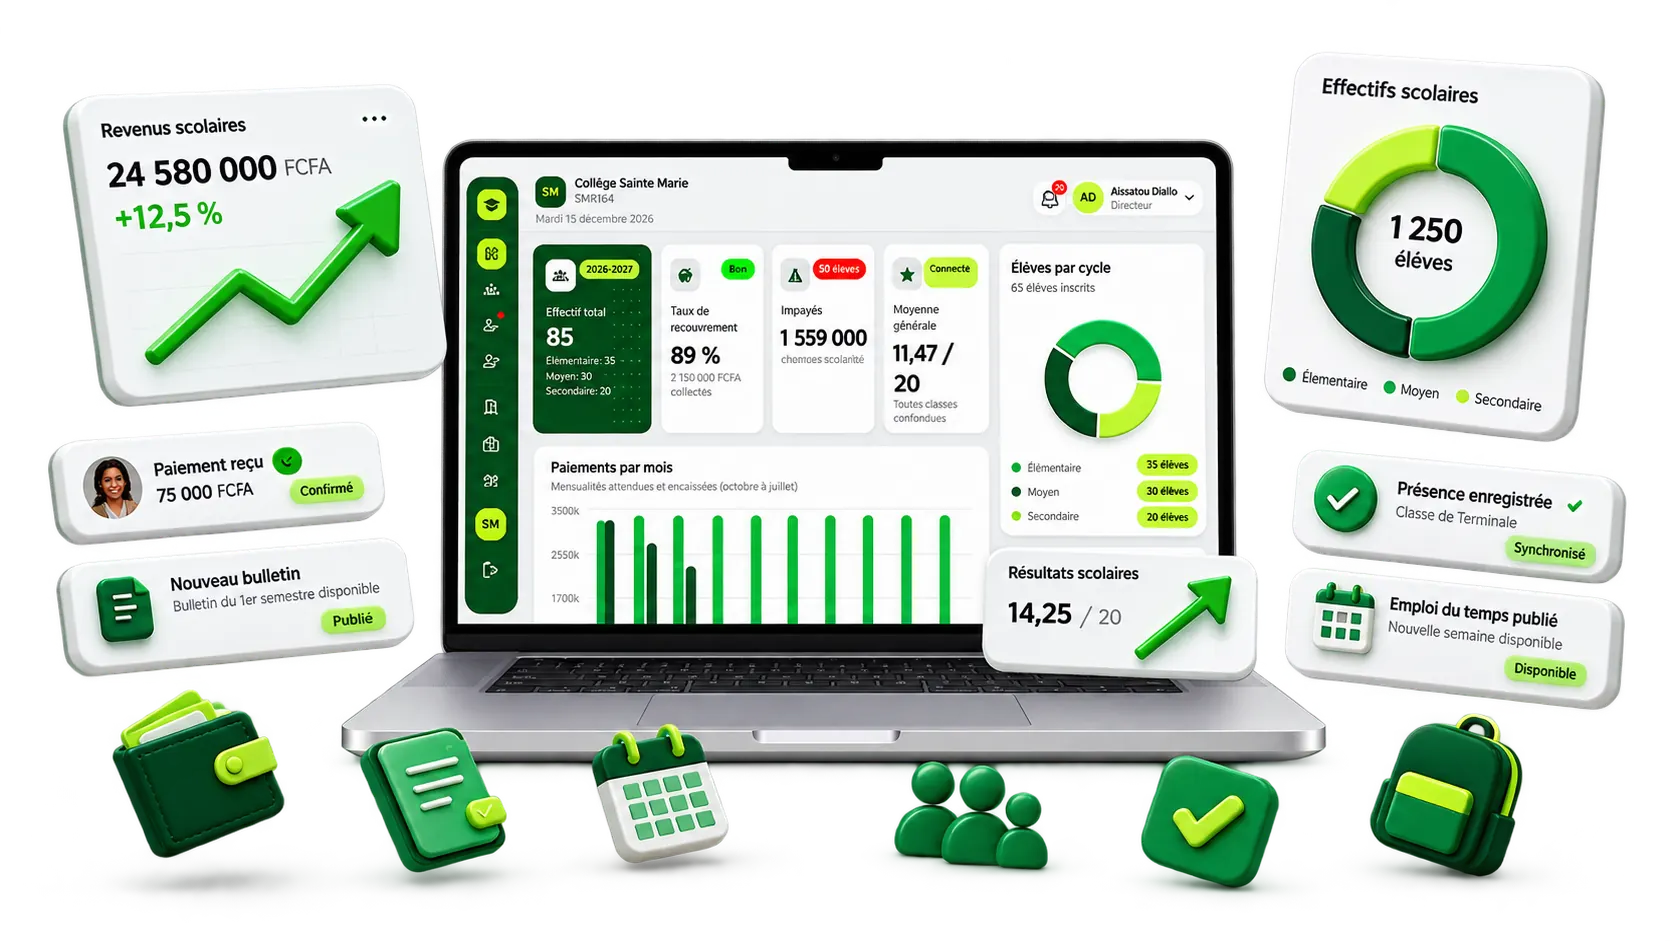 Revenus scolaires
24 580 000 FCFA
+12,5 %
Paiement reçu
75 000 FCFA
Confirmé
Nouveau bulletin
Bulletin du 1er semestre disponible
Publié
SM
Collége Sainte Marie
SMR164
Mardi 15 décembre 2026
20
AD
Aissatou Diallo
Directeur
2026-2027
Effectif total
85
Élémentaire: 35
Moyen: 30
Secondaire: 20
Bon
Taux de
recouvrement
89 %
2 150 000 FCFA
collectés
50 élèves
Impayés
1 559 000
Connecté
Moyenne
générale
11,47 /
20
Toutes classes
confondues
Élèves par cycle
65 élèves inscrits
Élémentaire
35 élèves
Moyen
30 élèves
Secondaire
20 élèves
SM
Paiements par mois
Mensualités attendues et encaissées (octobre à juillet)
3500k
2550k
1700k
Résultats scolaires
14,25 / 20
Effectifs scolaires
1 250
éléves
Élementaire
Moyen
Secondaire
Présence enregistrée
Classe de Terminale
Synchronisé
Emploi du temps publié
Nouvelle semaine disponible
Disponible